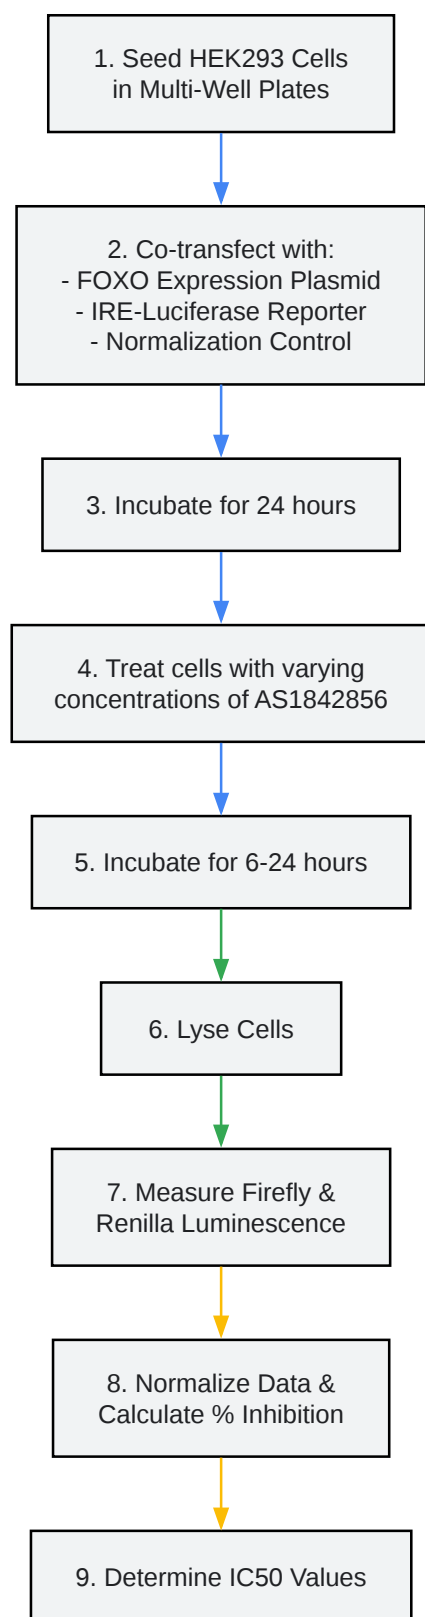 1. Seed HEK293 Cells
in Multi-Well Plates
2. Co-transfect with:
- FOXO Expression Plasmid
- IRE-Luciferase Reporter
- Normalization Control
3. Incubate for 24 hours
4. Treat cells with varying
concentrations of AS1842856
5. Incubate for 6-24 hours
6. Lyse Cells
7. Measure Firefly &
Renilla Luminescence
8. Normalize Data &
Calculate % Inhibition
9. Determine IC50 Values